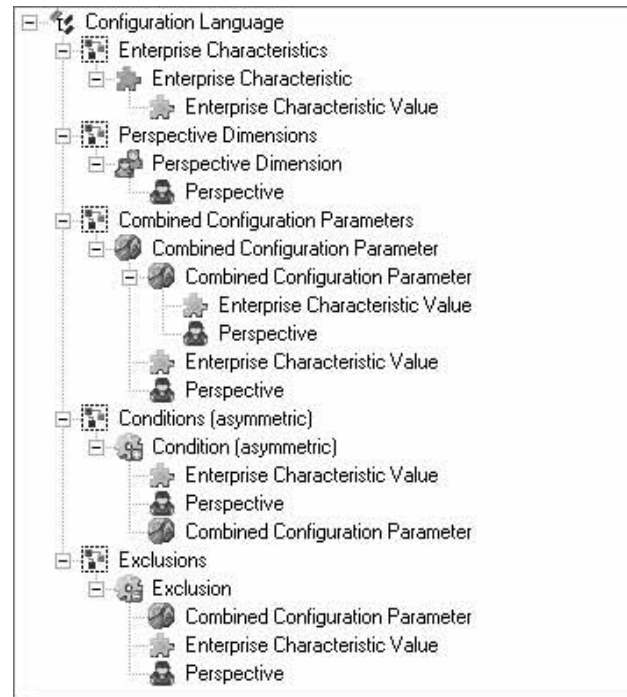 Configuration Language
Enterprise Characteristics
Enterprise Characteristic
Enterprise Characteristic Value
Perspective Dimensions
Perspective Dimension
Perspective
Combined Configuration Parameters
Combined Configuration Parameter
Combined Configuration Parameter
Enterprise Characteristic Value
Perspective
Enterprise Characteristic Value
Perspective
Conditions (asymmetric)
Condition (asymmetric)
Enterprise Characteristic Value
Perspective
Combined Configuration Parameter
Exclusions
Exclusion
Combined Configuration Parameter
Enterprise Characteristic Value
Perspective